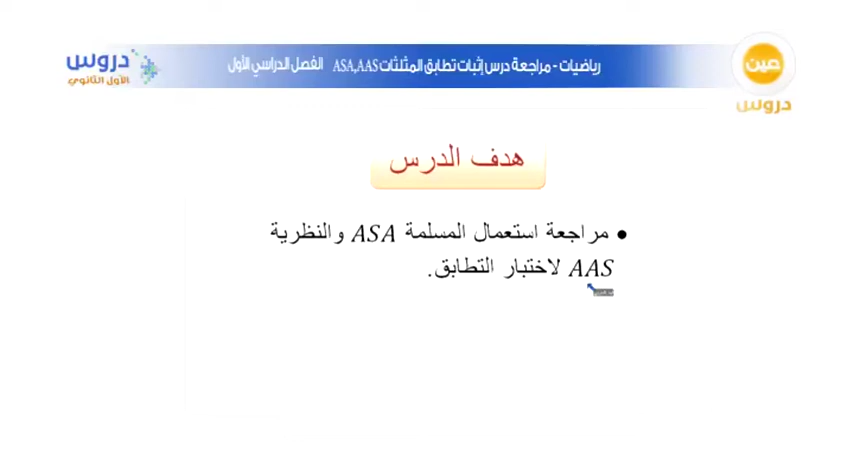 دروس
الأول الثانوي
رياضيات - مراجعة درس إثبات تطابق المثلثات ASA,AAS الفصل الدراسي الأول
عين
دروس
هدف الدرس
• مراجعة استعمال المسلمة ASA والنظرية
AAS لاختبار التطابق.